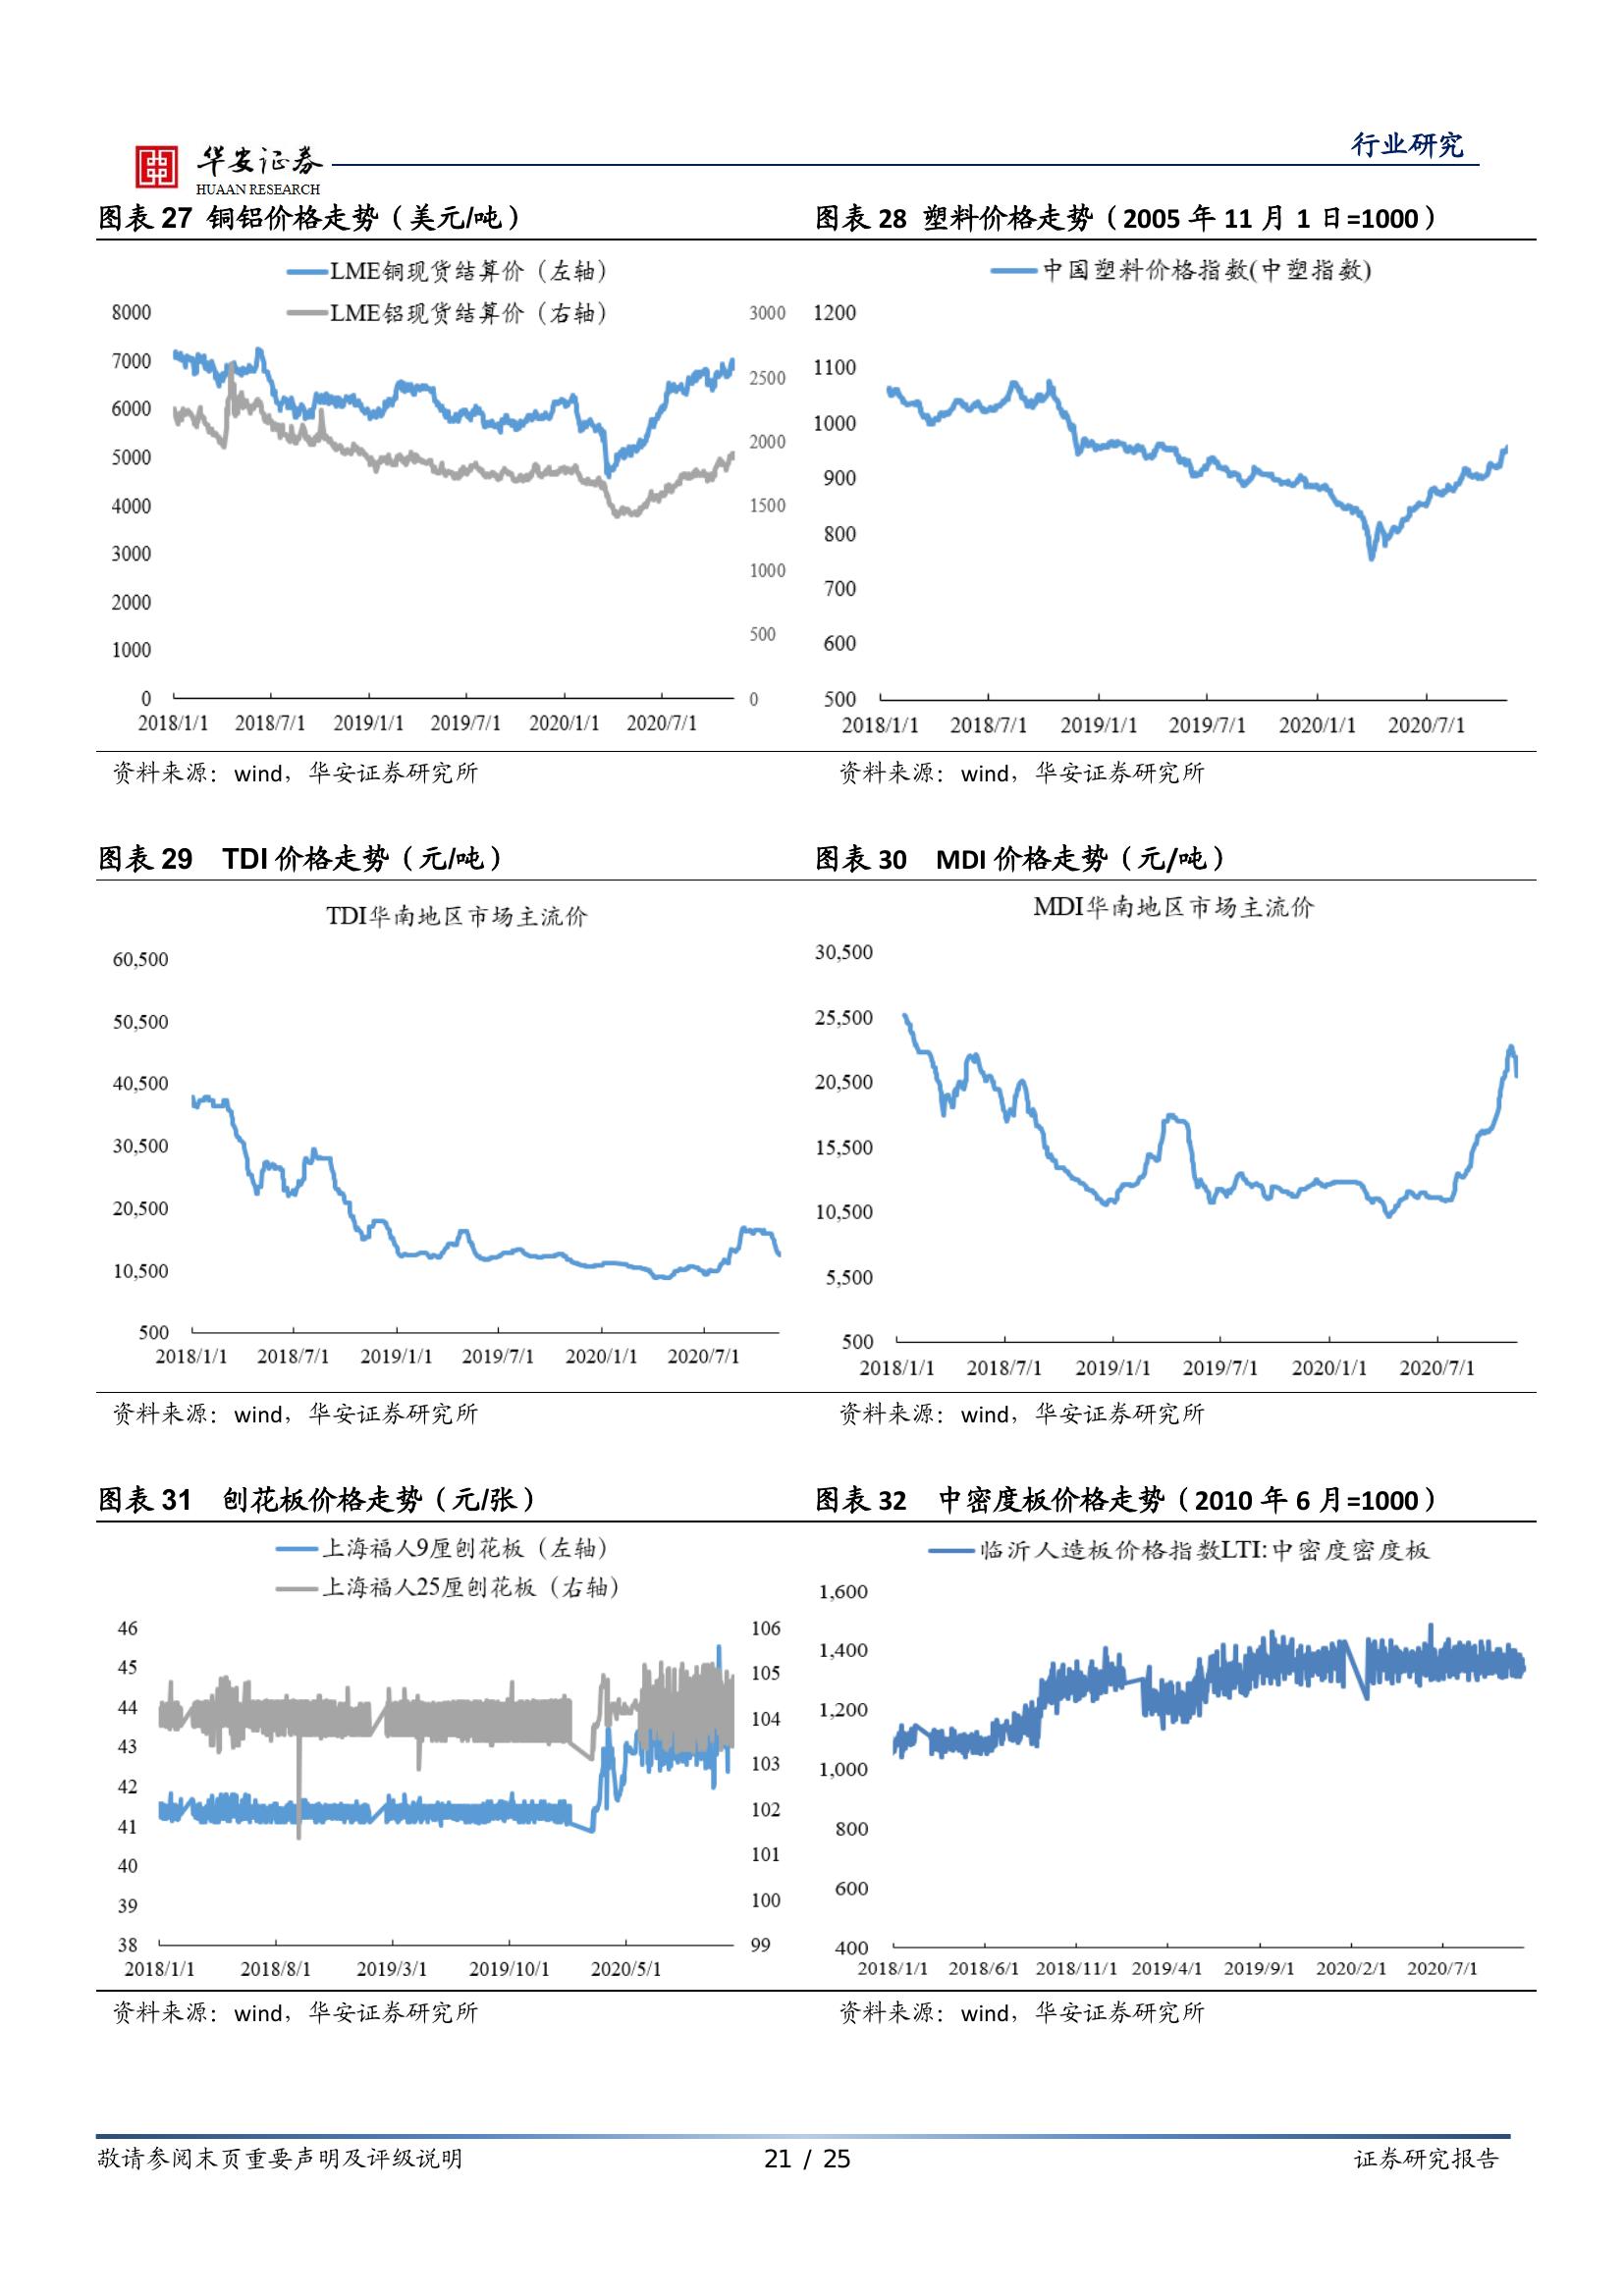 行业研究
华安证券
HUAAN RESEARCH
图表 27 铜铝价格走势（美元/吨）
LME铜现货结算价（左轴）
LME铝现货结算价（右轴）
8000
7000
6000
5000
4000
3000
2000
1000
0
3000
2500
2000
1500
1000
500
0
2018/1/1 2018/7/1 2019/1/1 2019/7/1 2020/1/1 2020/7/1
资料来源：wind，华安证券研究所
图表 28 塑料价格走势（2005 年 11 月 1 日=1000）
中国塑料价格指数(中塑指数)
1200
1100
1000
900
800
700
600
500
2018/1/1 2018/7/1 2019/1/1 2019/7/1 2020/1/1 2020/7/1
资料来源：wind，华安证券研究所
图表 29 TDI 价格走势（元/吨）
TDI华南地区市场主流价
60,500
50,500
40,500
30,500
20,500
10,500
500
2018/1/1 2018/7/1 2019/1/1 2019/7/1 2020/1/1 2020/7/1
资料来源：wind，华安证券研究所
图表 30 MDI 价格走势（元/吨）
MDI华南地区市场主流价
30,500
25,500
20,500
15,500
10,500
5,500
500
2018/1/1 2018/7/1 2019/1/1 2019/7/1 2020/1/1 2020/7/1
资料来源：wind，华安证券研究所
图表 31 刨花板价格走势（元/张）
上海福人9厘刨花板（左轴）
上海福人25厘刨花板（右轴）
46
45
44
43
42
41
40
39
38
106
105
104
103
102
101
100
99
2018/1/1 2018/8/1 2019/3/1 2019/10/1 2020/5/1
资料来源：wind，华安证券研究所
图表 32 中密度板价格走势（2010 年 6 月=1000）
临沂人造板价格指数LTI:中密度密度板
1,600
1,400
1,200
1,000
800
600
400
2018/1/1 2018/6/1 2018/11/1 2019/4/1 2019/9/1 2020/2/1 2020/7/1
资料来源：wind，华安证券研究所
敬请参阅末页重要声明及评级说明
21 / 25
证券研究报告